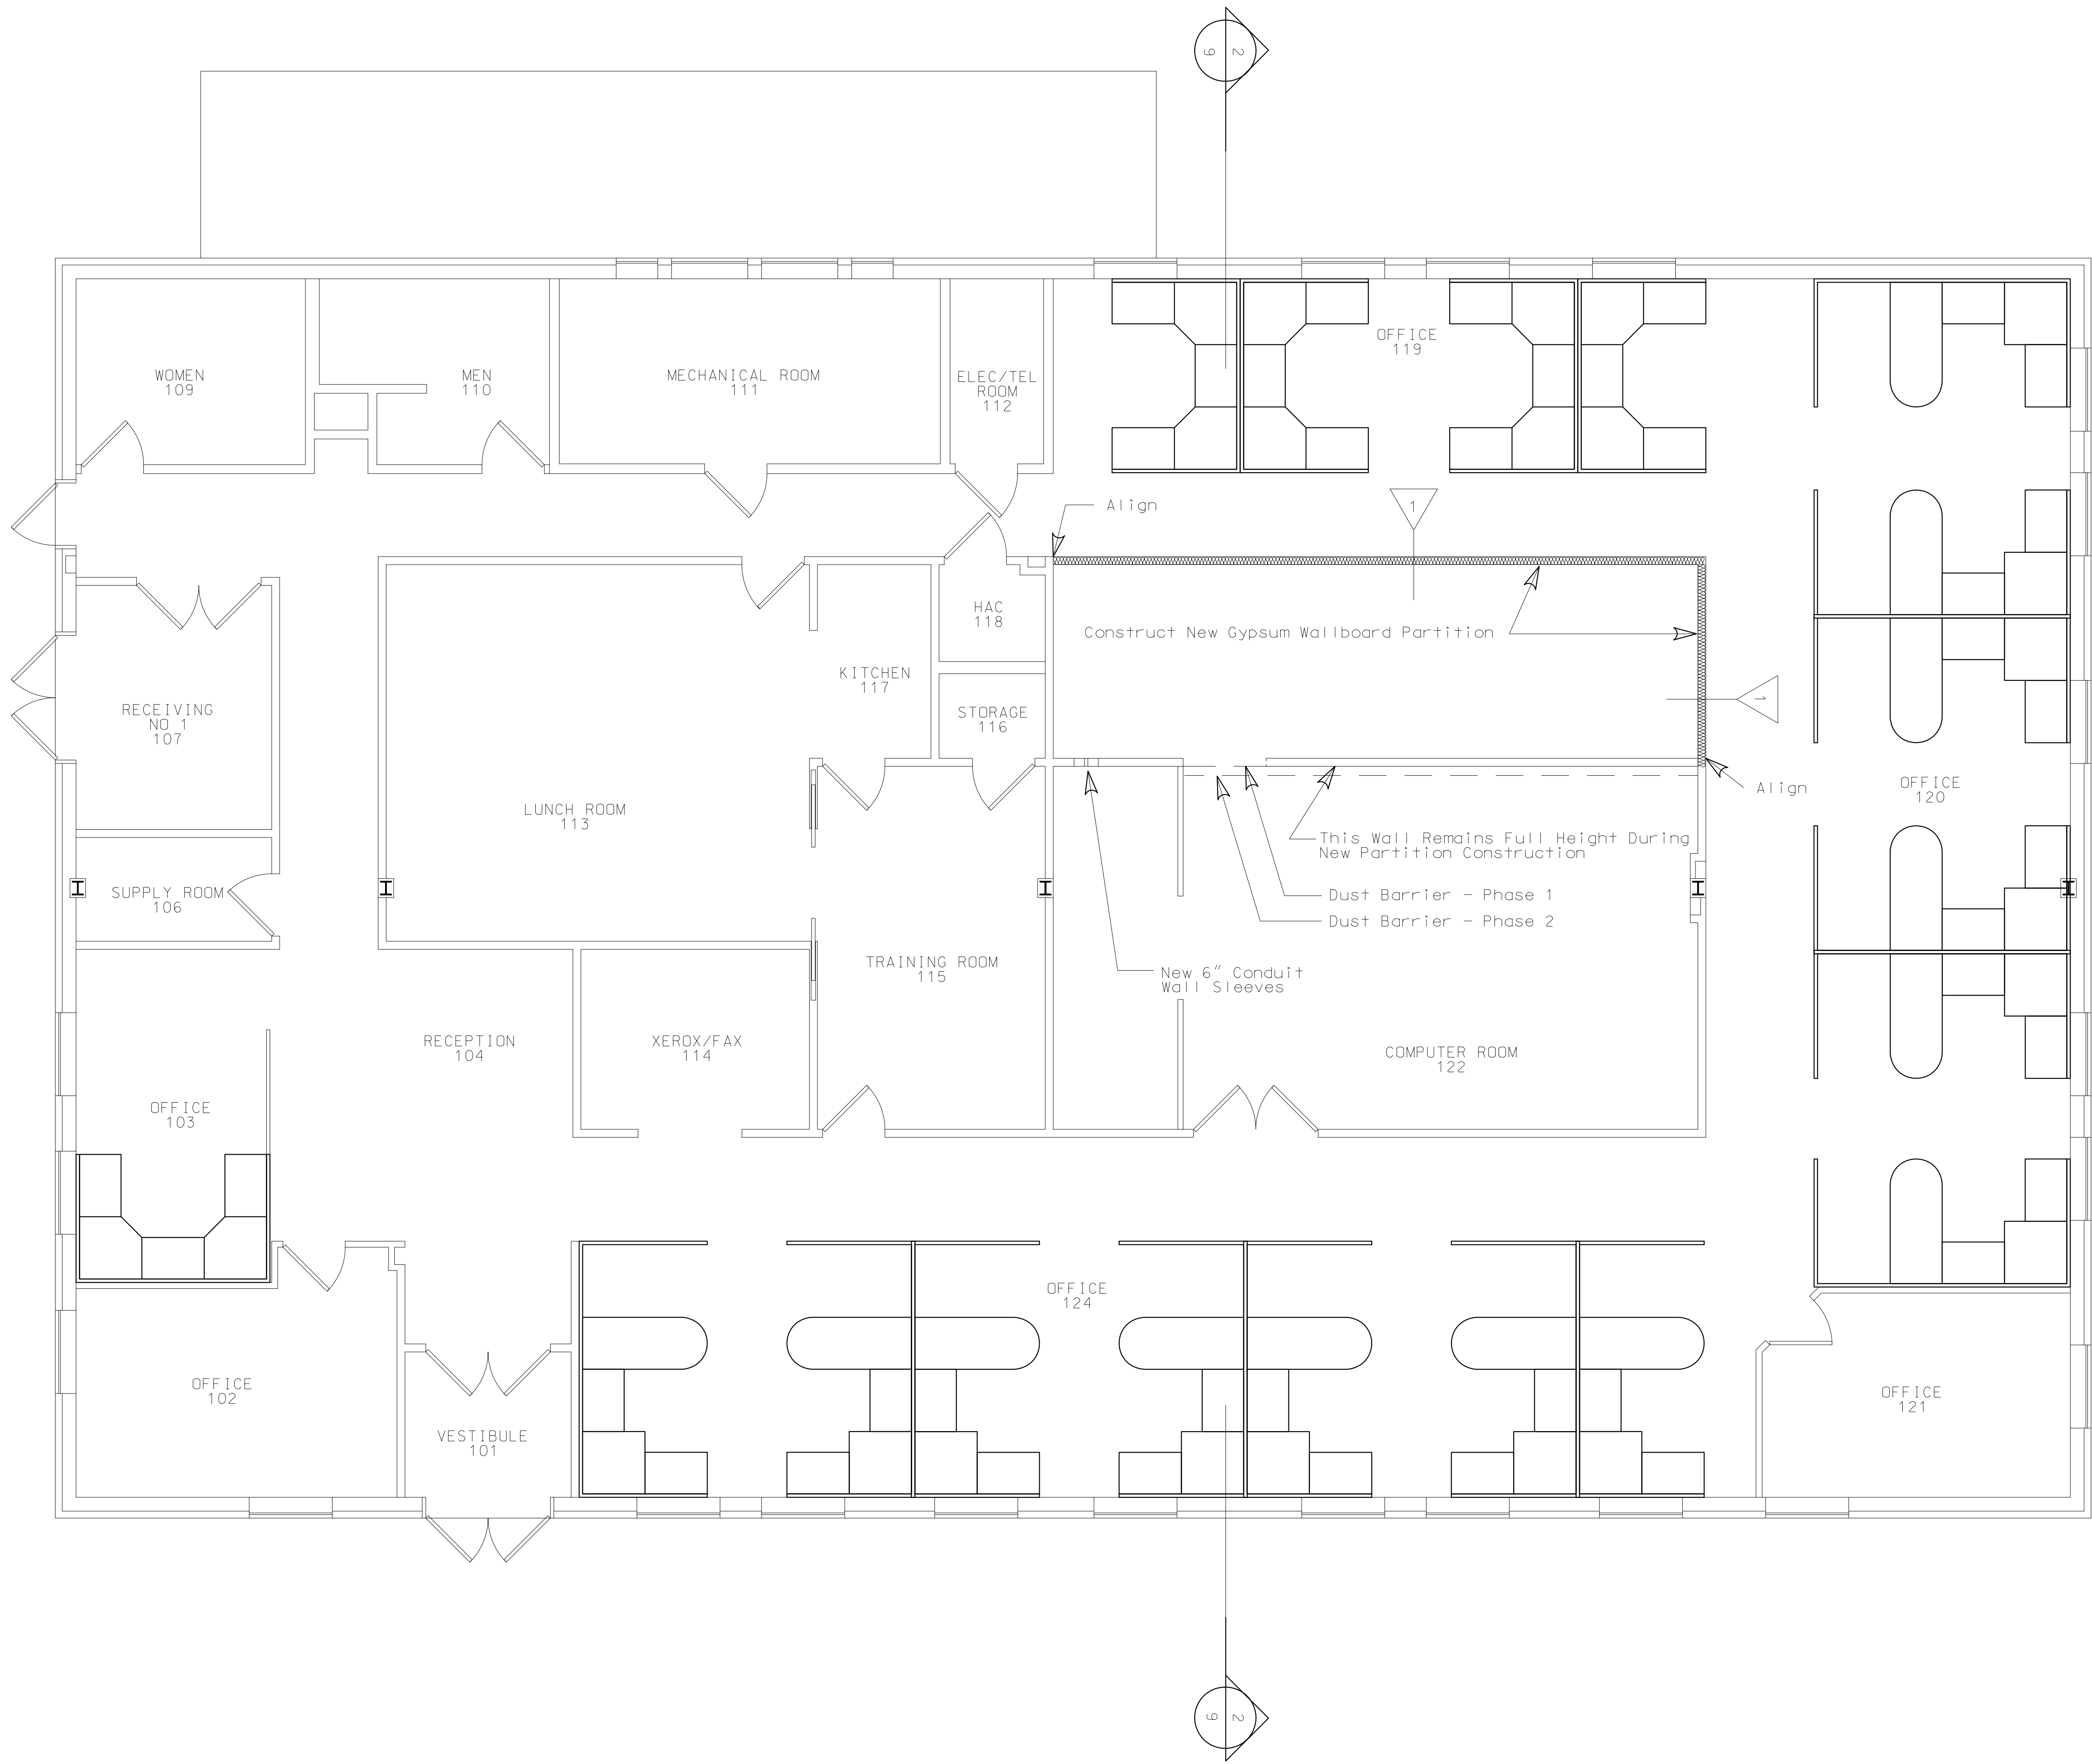 9 2
OFFICE
119
WOMEN
109
MEN
110
MECHANICAL ROOM
111
ELEC/TEL
ROOM
112
Align
1
HAC
118
Construct New Gypsum Wallboard Partition
KITCHEN
117
RECEIVING
NO 1
107
STORAGE
116
1
OFFICE
120
Align
LUNCH ROOM
113
This Wall Remains Full Height During
New Partition Construction
SUPPLY ROOM
106
Dust Barrier - Phase 1
Dust Barrier - Phase 2
TRAINING ROOM
115
New 6" Conduit
Wall Sleeves
RECEPTION
104
XEROX/FAX
114
COMPUTER ROOM
122
OFFICE
103
OFFICE
124
OFFICE
102
OFFICE
121
VESTIBULE
101
9 2